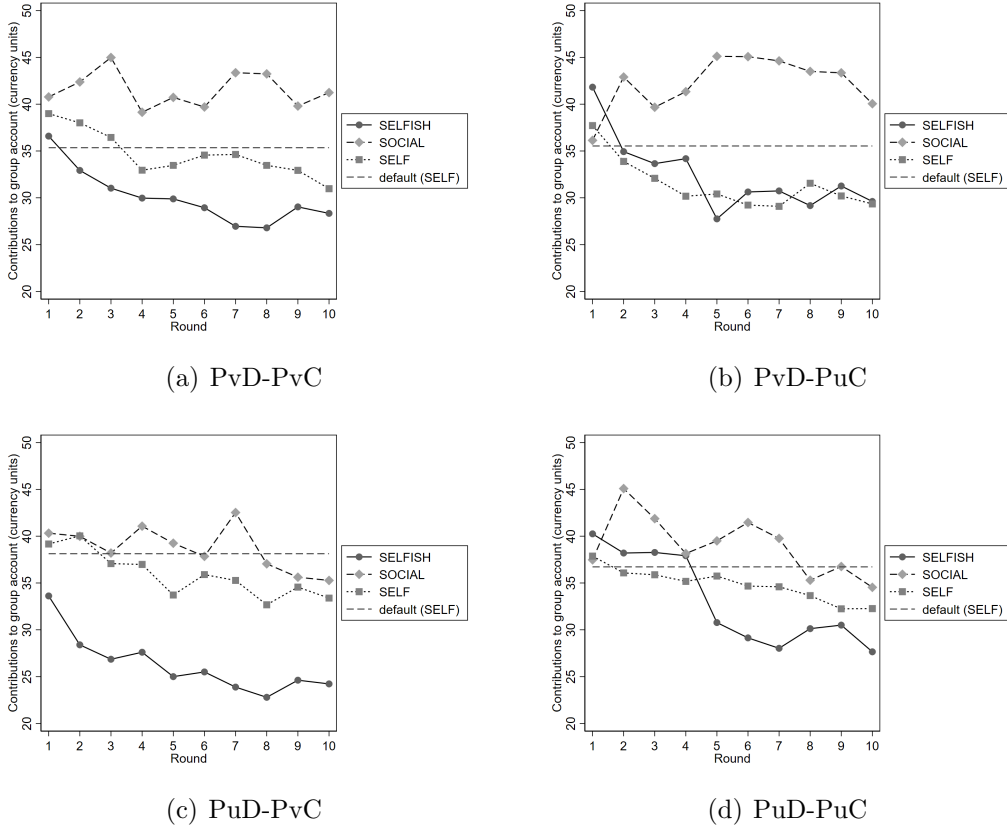 Contributions to group account (currency units)
50
45
40
35
30
25
20
1 2 3 4 5 6 7 8 9 10
Round
SELFISH
SOCIAL
SELF
default (SELF)
(a) PvD-PvC
Contributions to group account (currency units)
50
45
40
35
30
25
20
1 2 3 4 5 6 7 8 9 10
Round
SELFISH
SOCIAL
SELF
default (SELF)
(b) PvD-PuC
Contributions to group account (currency units)
50
45
40
35
30
25
20
1 2 3 4 5 6 7 8 9 10
Round
SELFISH
SOCIAL
SELF
default (SELF)
(c) PuD-PvC
Contributions to group account (currency units)
50
45
40
35
30
25
20
1 2 3 4 5 6 7 8 9 10
Round
SELFISH
SOCIAL
SELF
default (SELF)
(d) PuD-PuC